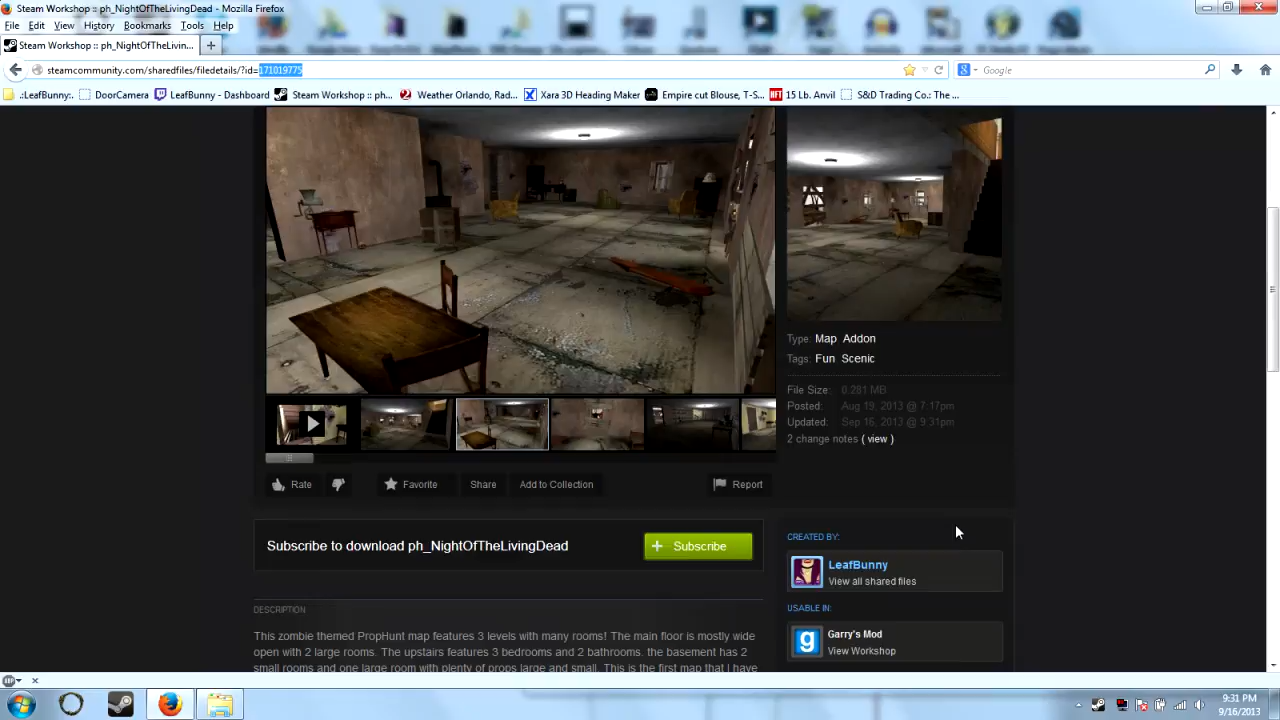 Steam Workshop :: ph_NightOfTheLivingDead - Mozilla Firefox
File Edit View History Bookmarks Tools Help
Steam Workshop :: ph_NightOfTheLivin... +
steamcommunity.com/sharedfiles/filedetails/?id=171019775 Google
.:LeafBunny:. DoorCamera LeafBunny - Dashboard Steam Workshop :: ph... Weather Orlando, Rad... Xara 3D Heading Maker Empire cut Blouse, T-S... HFT 15 Lb. Anvil S&D Trading Co.: The ...
Type: Map Addon
Tags: Fun Scenic
File Size: 0.281 MB
Posted: Aug 19, 2013 @ 7:17pm
Updated: Sep 16, 2013 @ 9:31pm
2 change notes ( view )
Rate Favorite Share Add to Collection Report
Subscribe to download ph_NightOfTheLivingDead + Subscribe
CREATED BY:
LeafBunny
View all shared files
USABLE IN:
g Garry's Mod
View Workshop
DESCRIPTION
This zombie themed PropHunt map features 3 levels with many rooms! The main floor is mostly wide
open with 2 large rooms. The upstairs features 3 bedrooms and 2 bathrooms. the basement has 2
small rooms and one large room with plenty of props large and small. This is the first map that I have
9:31 PM
9/16/2013